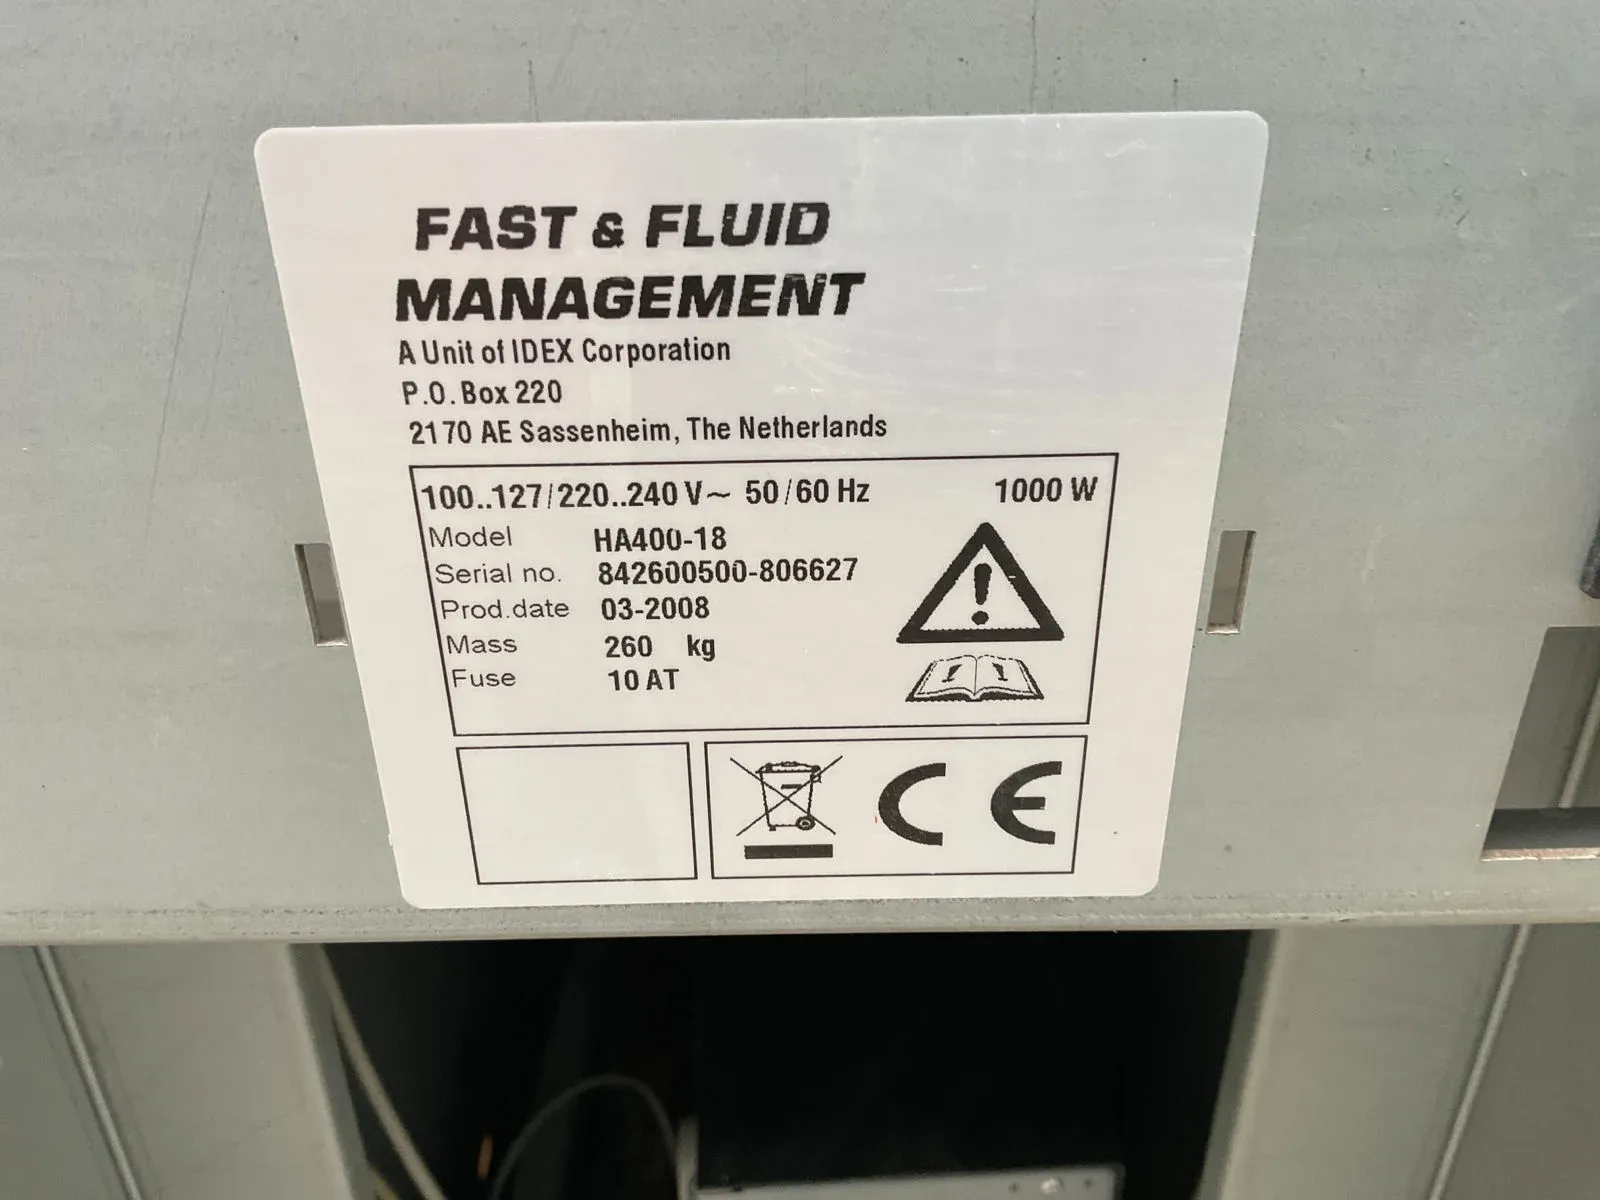 FAST & FLUID
MANAGEMENT
A Unit of IDEX Corporation
P.O. Box 220
2170 AE Sassenheim, The Netherlands
100..127/220..240 V~ 50/60 Hz 1000 W
Model HA400-18
Serial no. 842600500-806627
Prod.date 03-2008
Mass 260 kg
Fuse 10 AT
CE